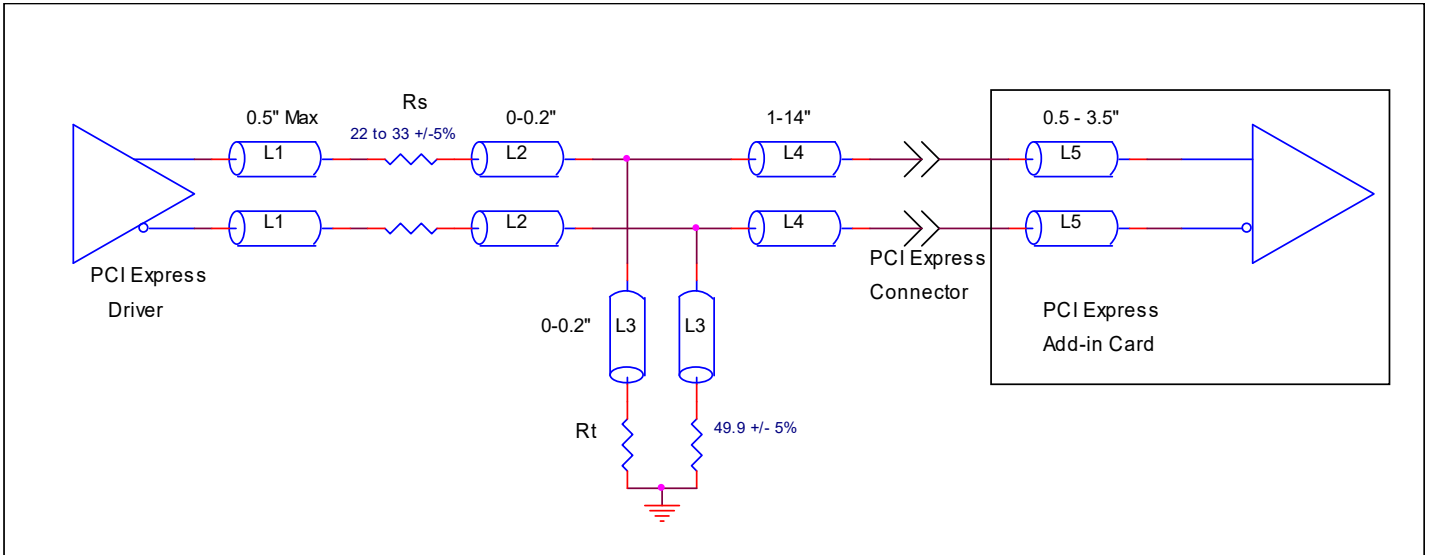 Rs
0.5" Max
22 to 33 +/-5%
0-0.2"
1-14"
0.5 - 3.5"
L1
L2
L4
L5
L1
L2
L4
L5
PCI Express
Driver
PCI Express
Connector
0-0.2"
L3
L3
PCI Express
Add-in Card
Rt
49.9 +/- 5%